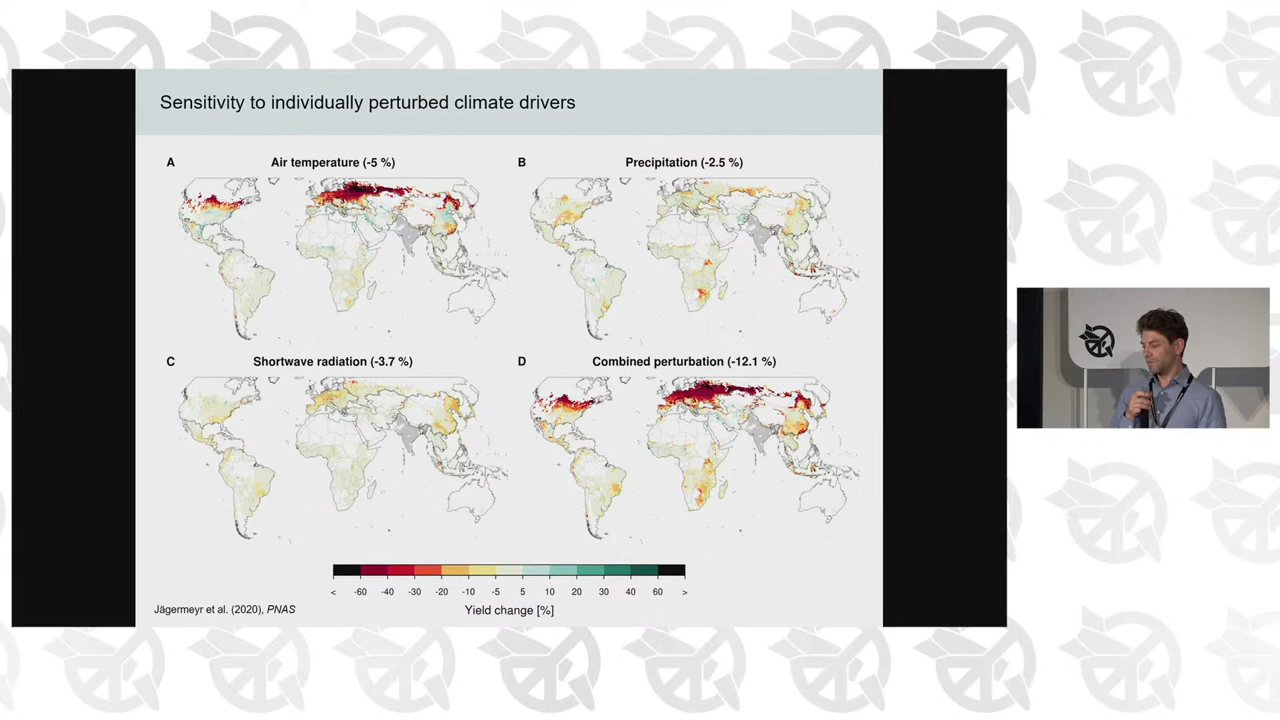 Sensitivity to individually perturbed climate drivers
A
Air temperature (-5 %)
B
Precipitation (-2.5 %)
C
Shortwave radiation (-3.7 %)
D
Combined perturbation (-12.1 %)
< -60 -40 -30 -20 -10 -5 5 10 20 30 40 60 >
Jägermeyr et al. (2020), PNAS
Yield change [%]